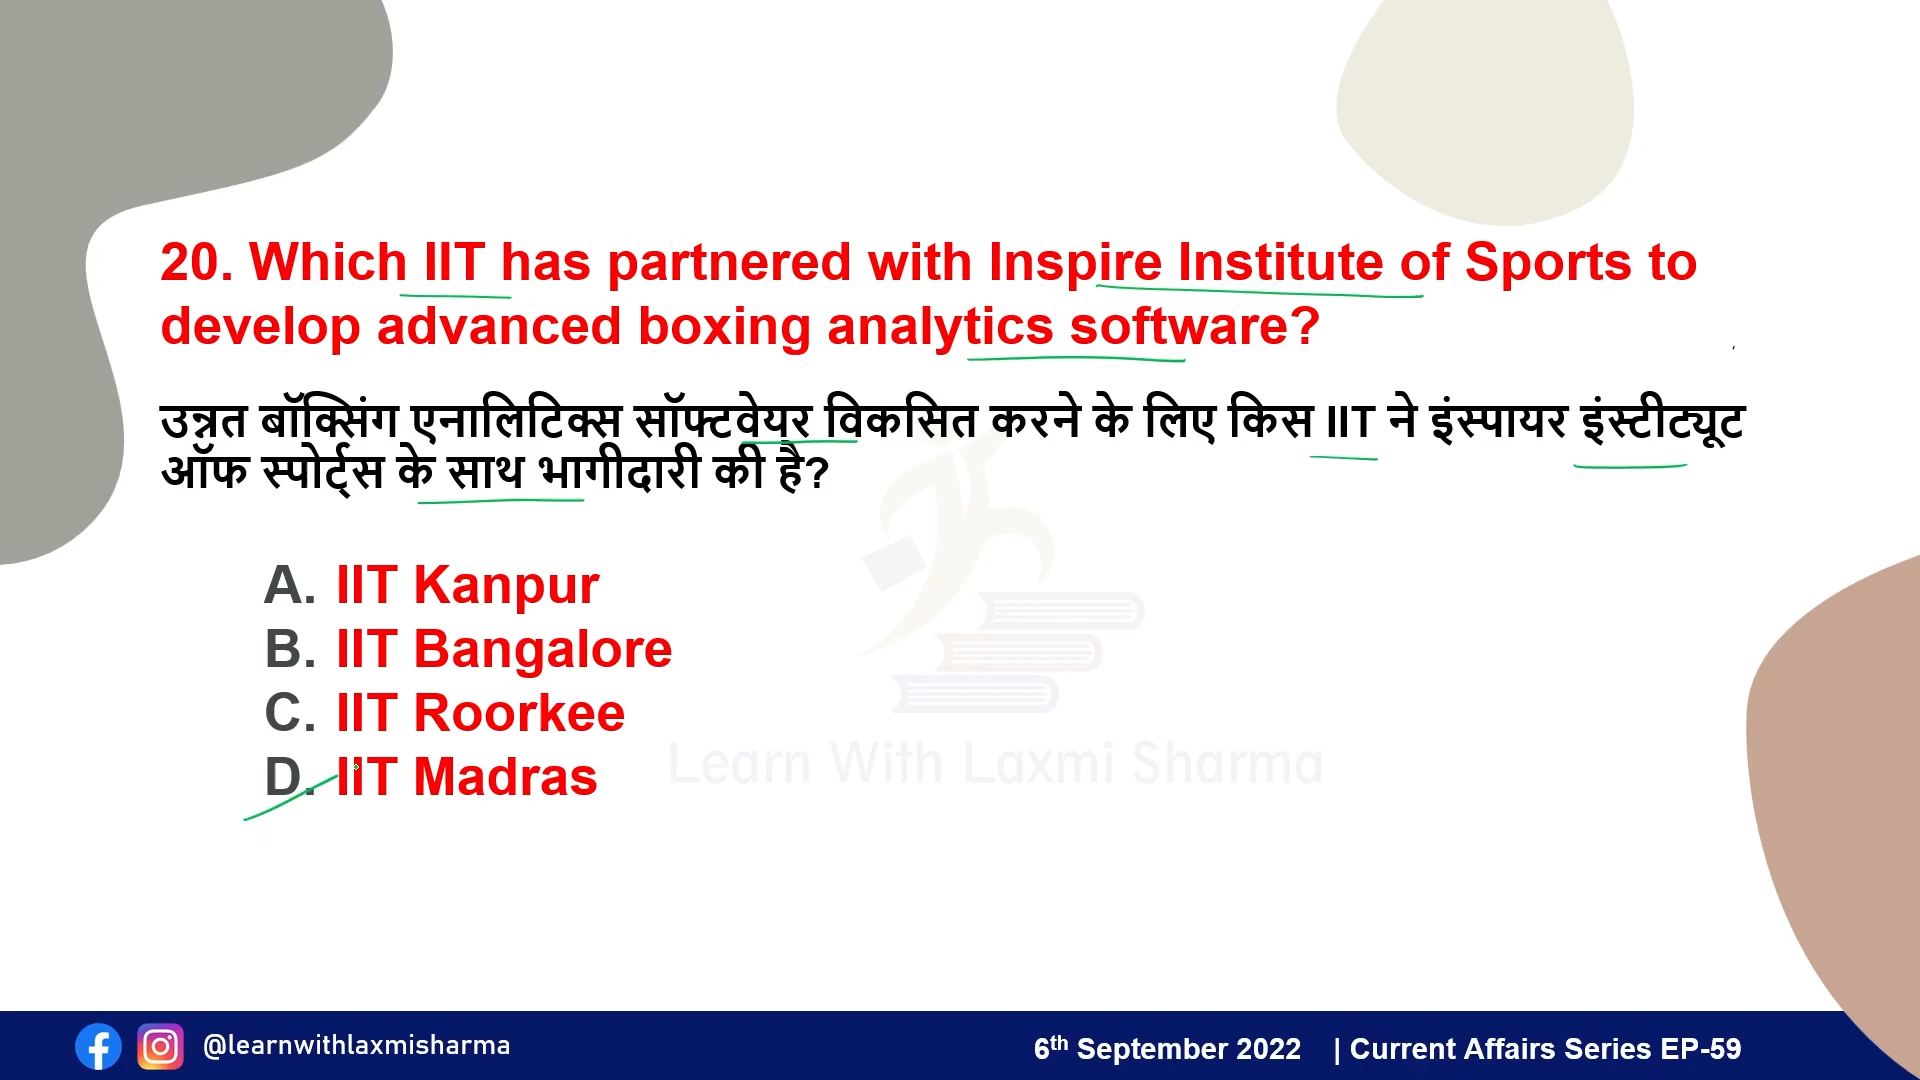 20. Which IIT has partnered with Inspire Institute of Sports to
develop advanced boxing analytics software?
उन्नत बॉक्सिंग एनालिटिक्स सॉफ्टवेयर विकसित करने के लिए किस IIT ने इंस्पायर इंस्टीट्यूट
ऑफ स्पोर्ट्स के साथ भागीदारी की है?
A. IIT Kanpur
B. IIT Bangalore
C. IIT Roorkee
D. IIT Madras
Learn With Laxmi Sharma
@learnwithlaxmisharma
6th September 2022 | Current Affairs Series EP-59